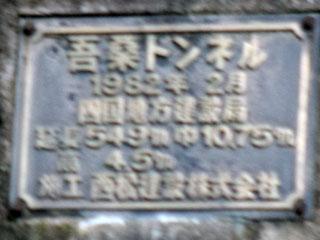 吾桑トンネル
1982年 2月
四国地方建設局
延長549m 巾10.75m
高 4.5m
施工 西松建設株式会社